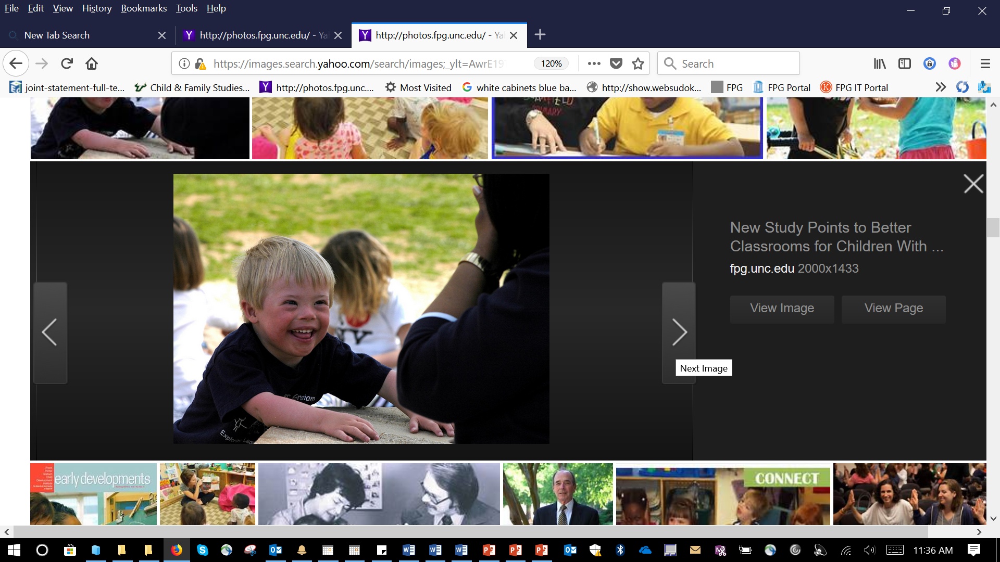 File Edit View History Bookmarks Tools Help
New Tab Search
http://photos.fpg.unc.edu/ - Ya
http://photos.fpg.unc.edu/ - Ya
https://images.search.yahoo.com/search/images;_ylt=AwrE19
120%
Search
joint-statement-full-te...
Child & Family Studies...
http://photos.fpg.unc....
Most Visited
white cabinets blue ba...
http://show.websudok...
FPG
FPG Portal
FPG IT Portal
PRIMARY
New Study Points to Better
Classrooms for Children With ...
fpg.unc.edu 2000x1433
View Image
View Page
Next Image
er Graham
early developments
CONNECT
11:36 AM